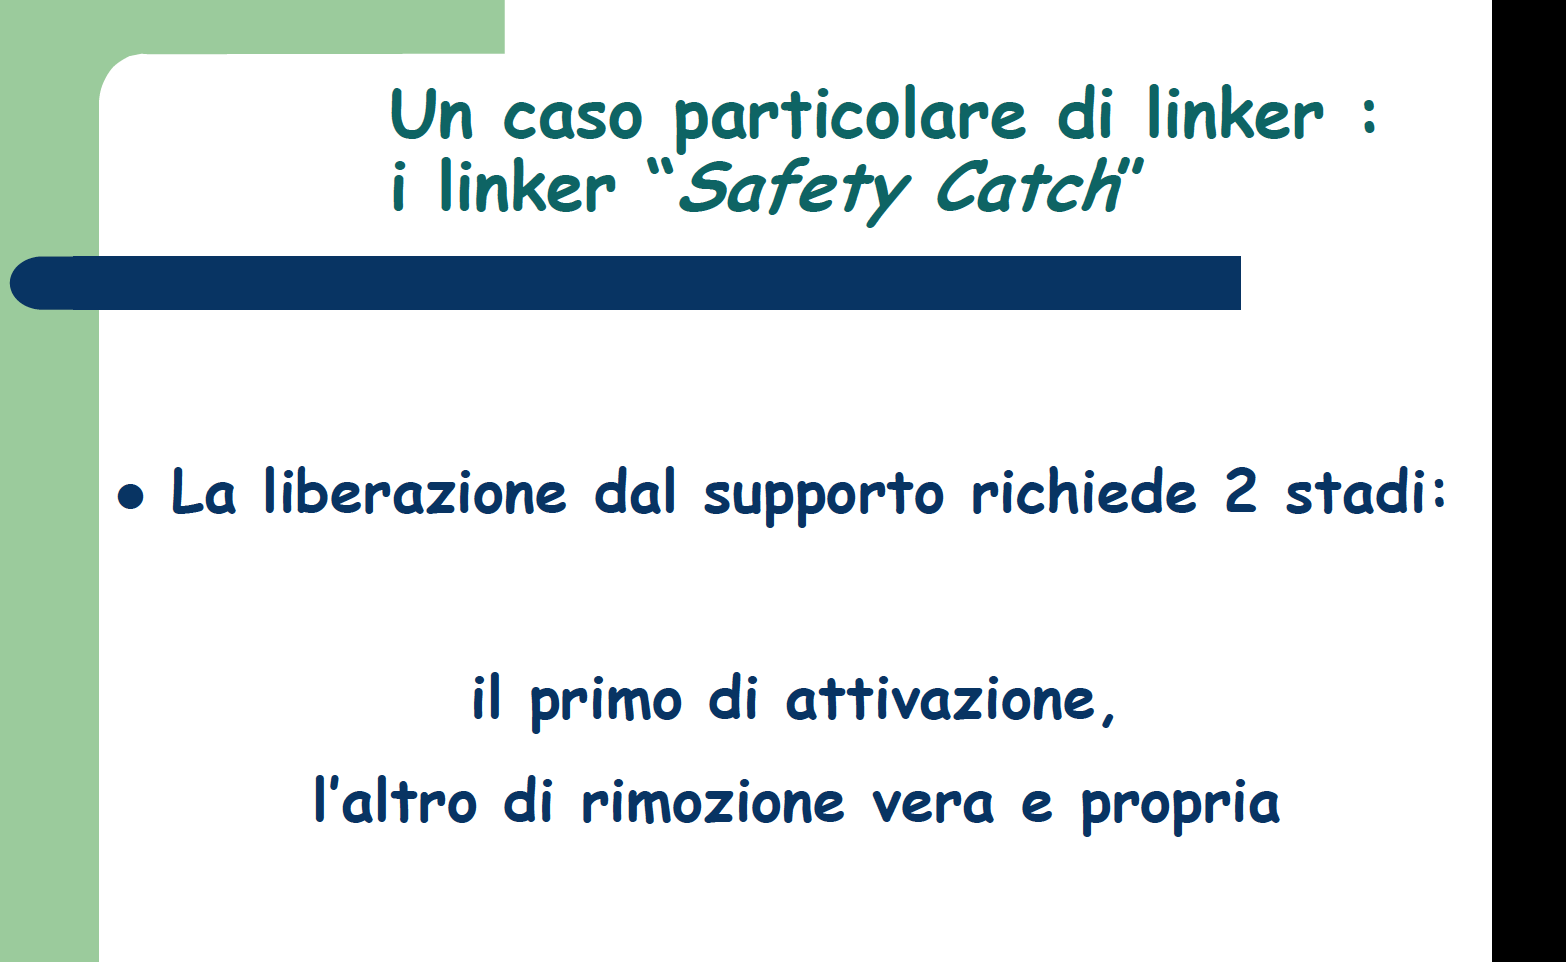 Un caso particolare di linker :
i linker “Safety Catch”
● La liberazione dal supporto richiede 2 stadi:
il primo di attivazione,
l’altro di rimozione vera e propria